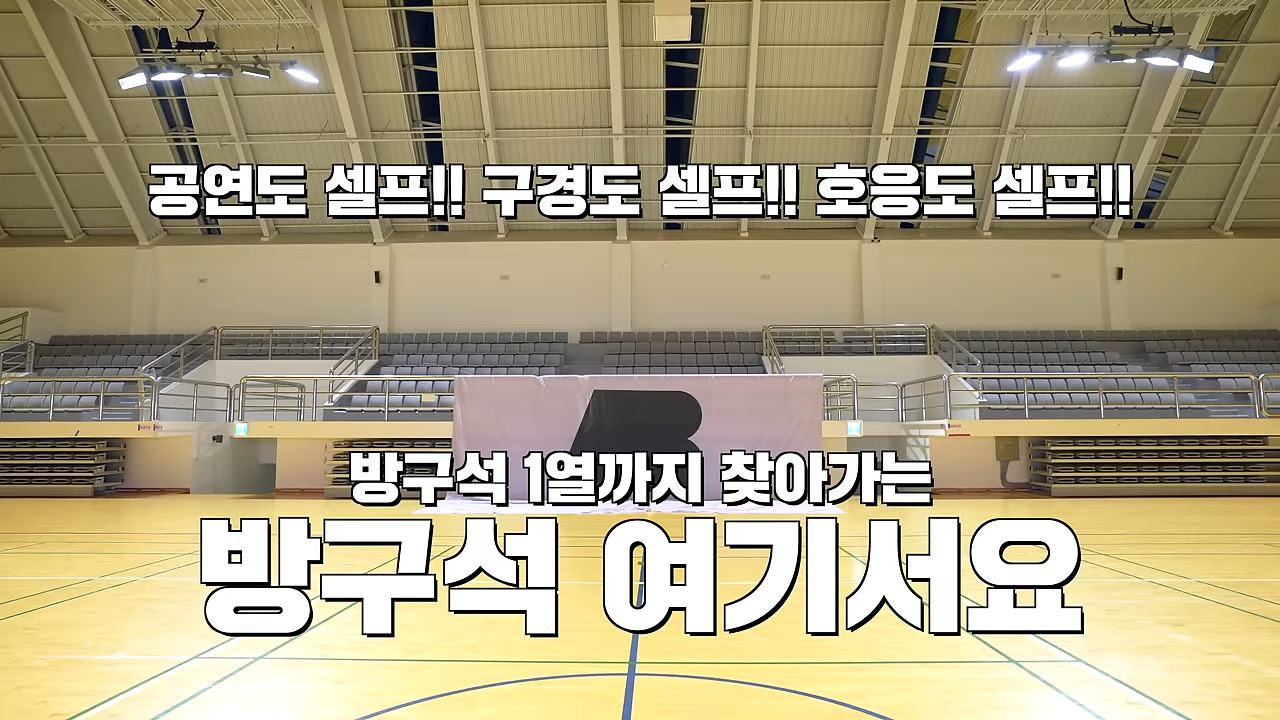 공연도 셀프!! 구경도 셀프!! 호응도 셀프!!
방구석 1열까지 찾아가는
방구석 여기서요